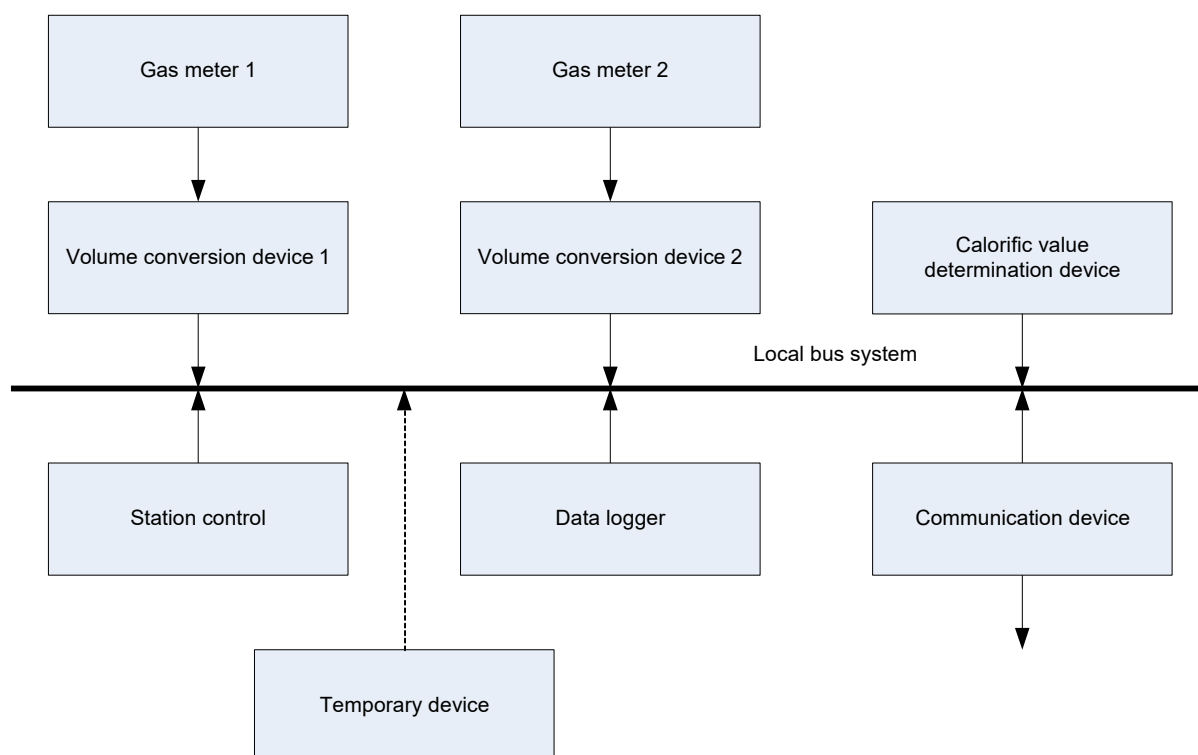 Gas meter 1
Gas meter 2
Volume conversion device 1
Volume conversion device 2
Calorific value
determination device
Local bus system
Station control
Data logger
Communication device
Temporary device